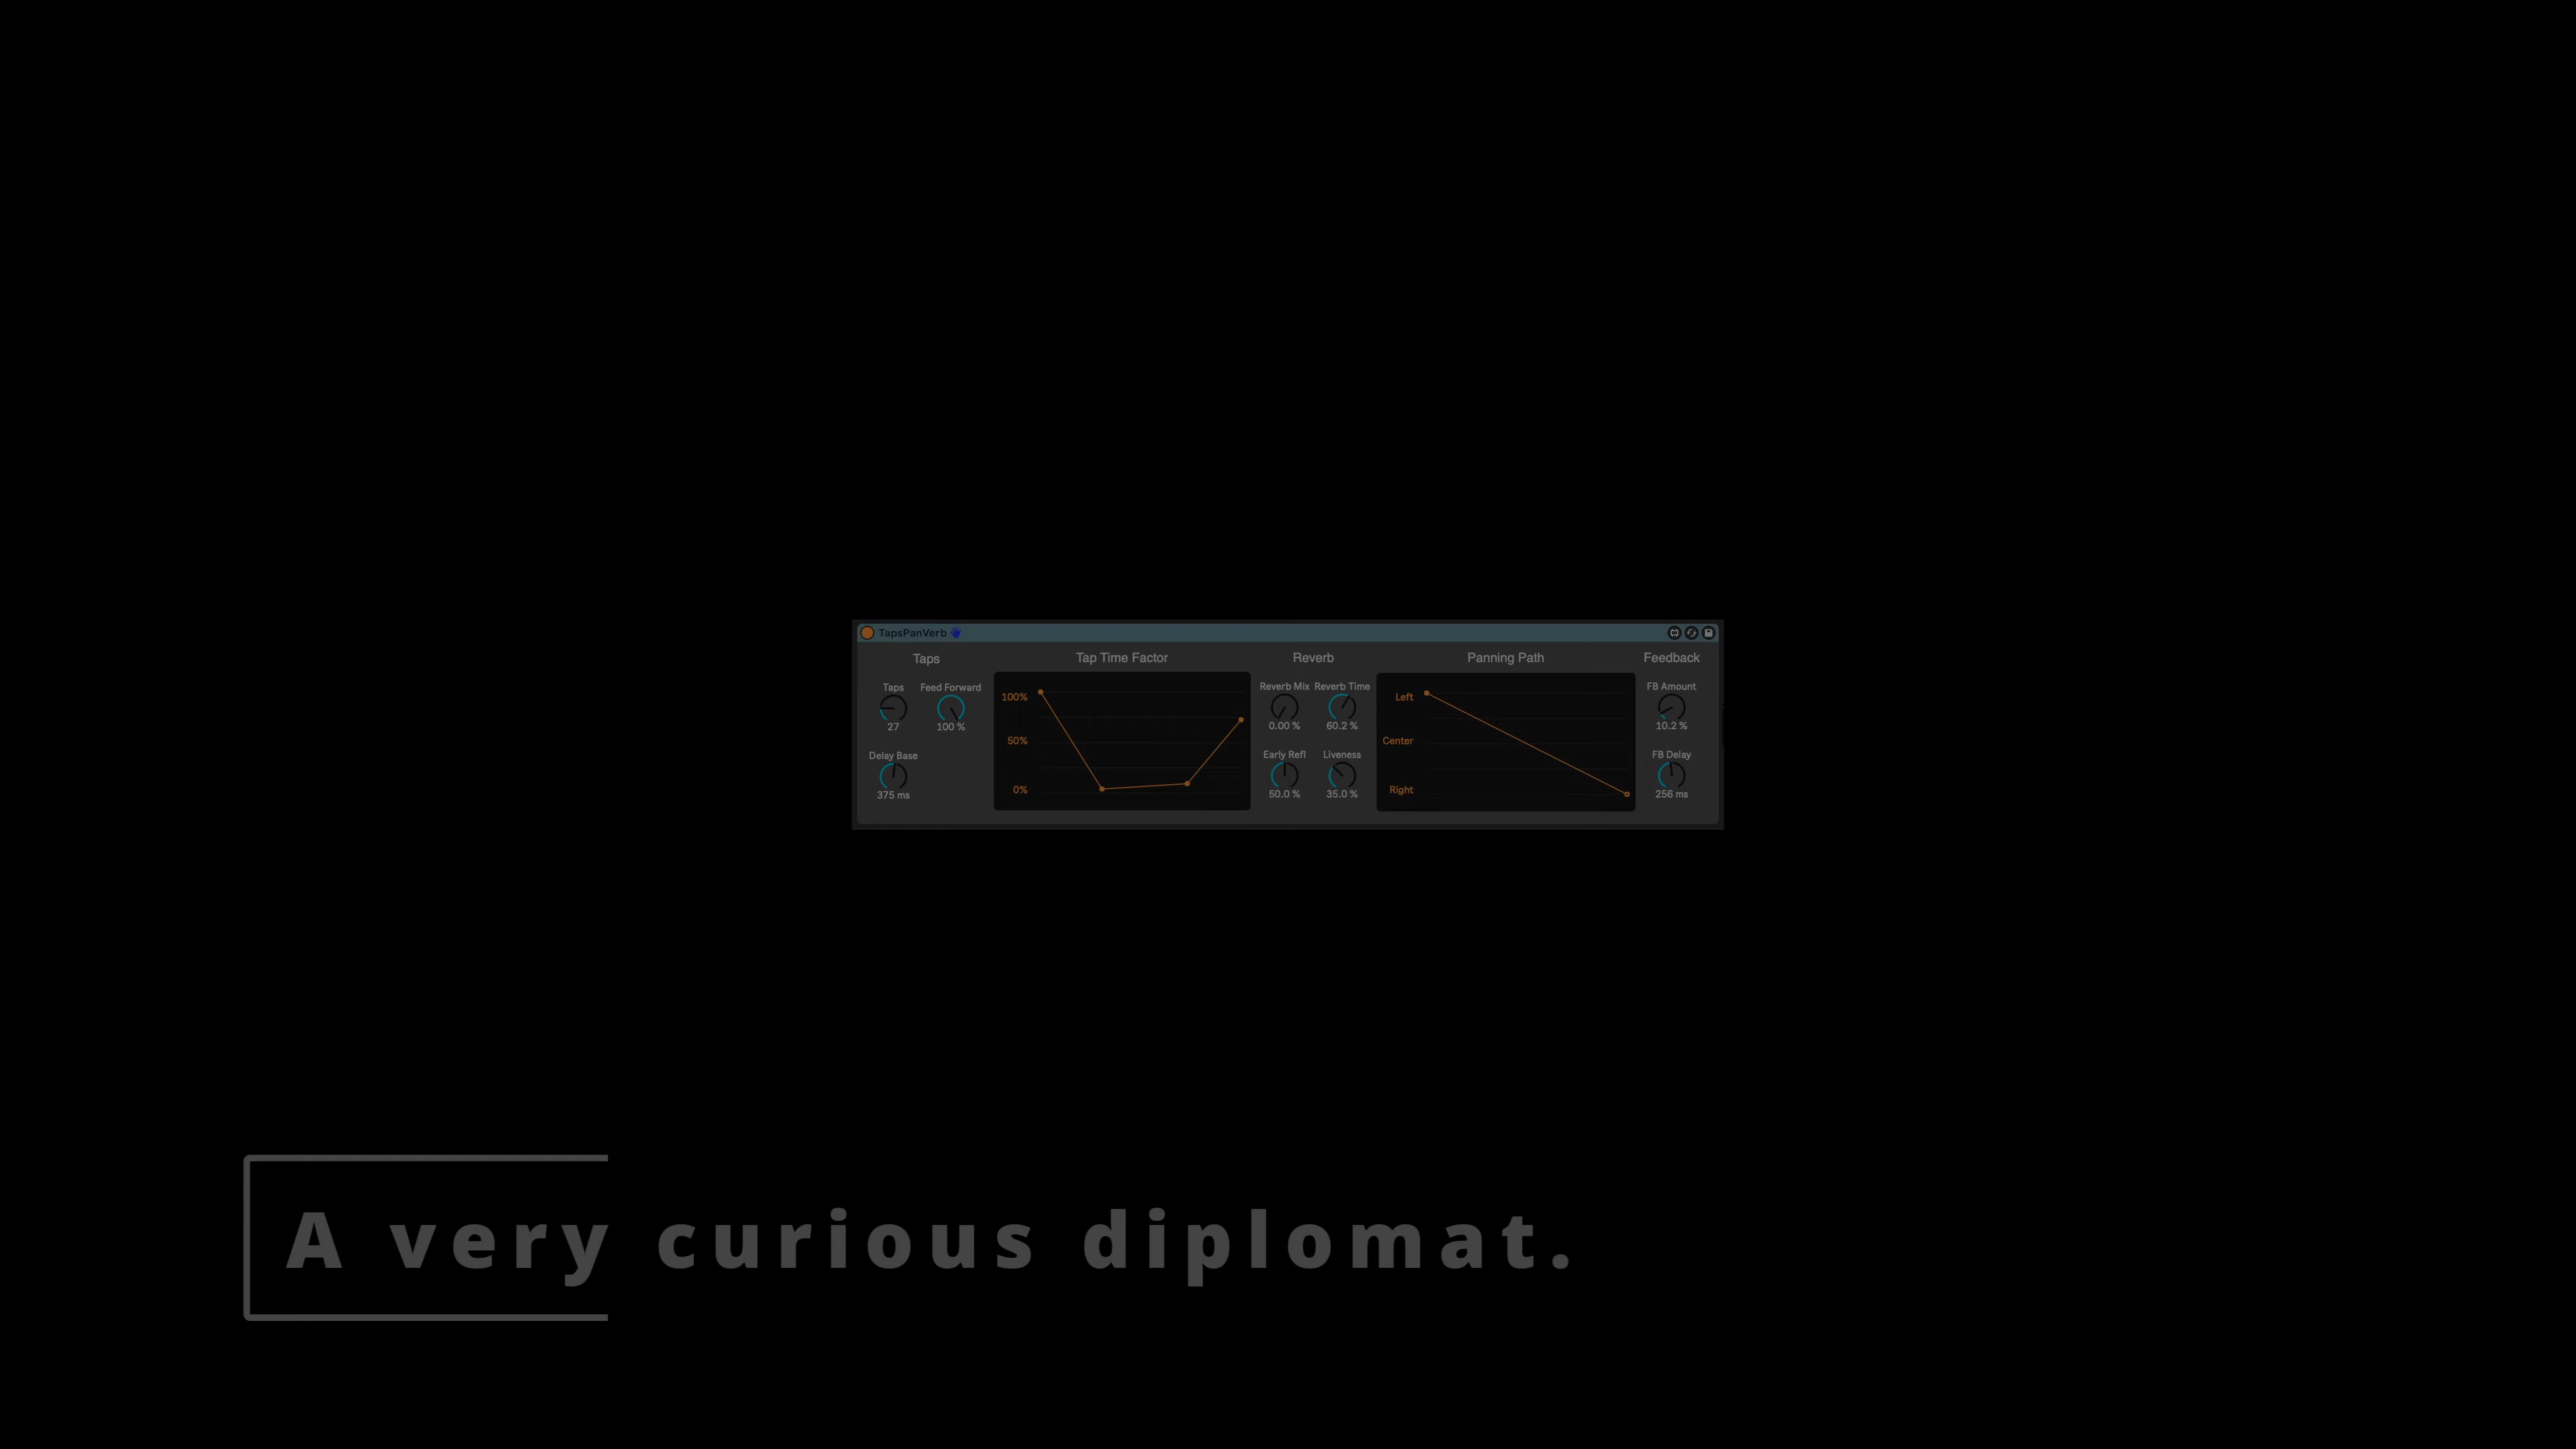 TapsPanVerb
Taps Tap Time Factor Reverb Panning Path Feedback
Taps Feed Forward Reverb Mix Reverb Time FB Amount
100% Left
27 100 % 0.00 % 60.2 % 10.2 %
50% Center
Delay Base Early Refl Liveness FB Delay
0% Right
375 ms 50.0 % 35.0 % 256 ms
A very curious diplomat.